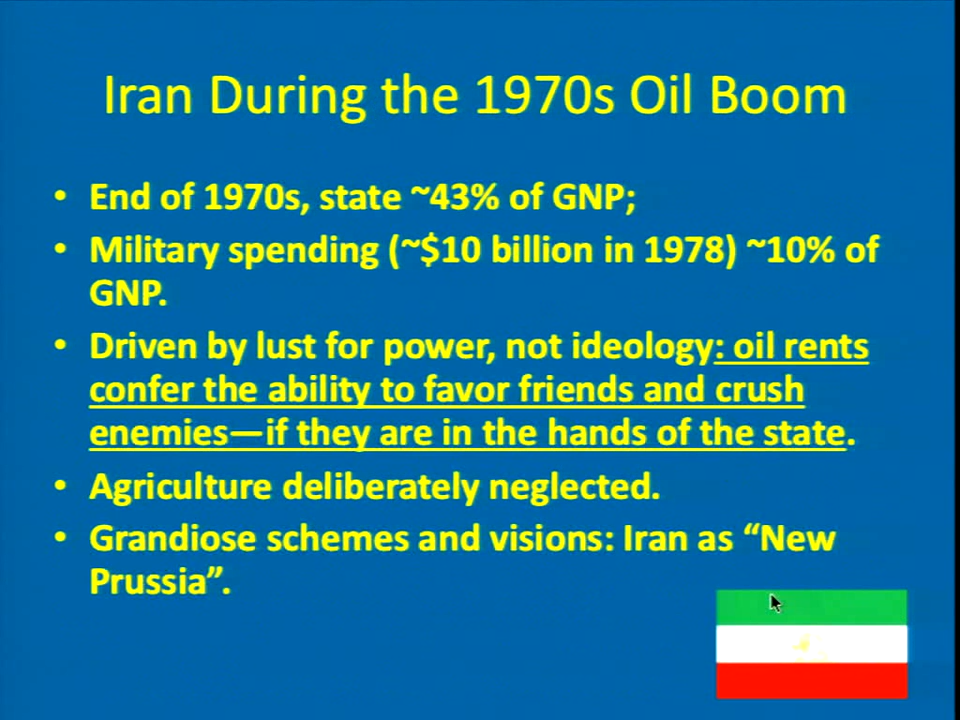 Iran During the 1970s Oil Boom
• End of 1970s, state ~43% of GNP;
• Military spending (~$10 billion in 1978) ~10% of
GNP.
• Driven by lust for power, not ideology: oil rents
confer the ability to favor friends and crush
enemies—if they are in the hands of the state.
• Agriculture deliberately neglected.
• Grandiose schemes and visions: Iran as “New
Prussia”.